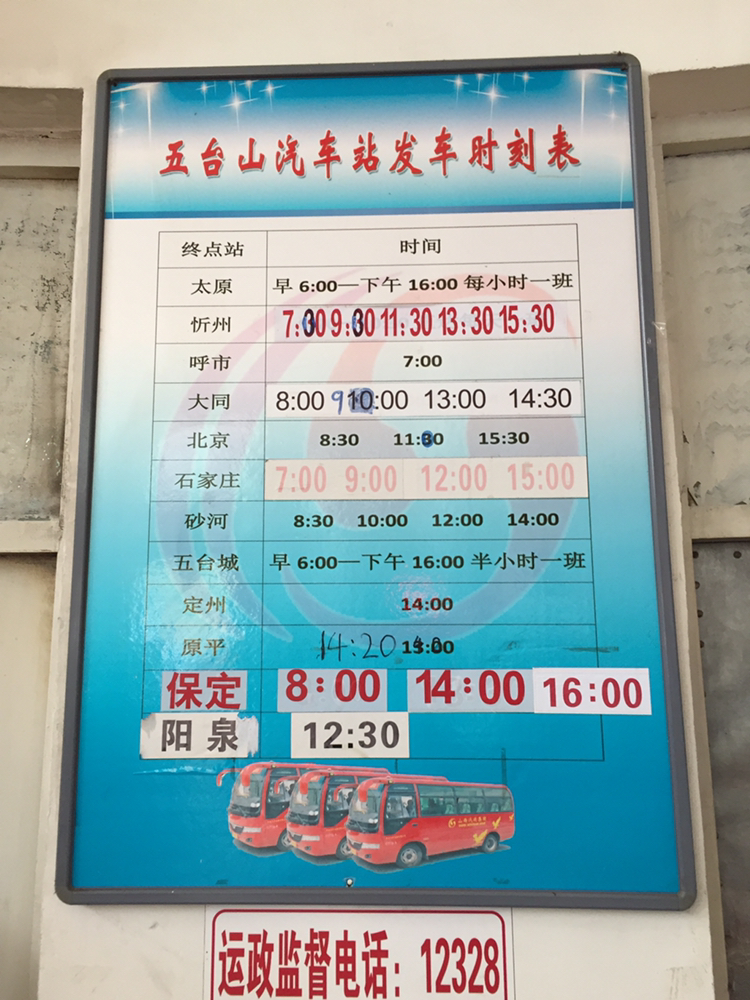 五台山汽车站发车时刻表
终点站 时间
太原 早 6:00—下午 16:00 每小时一班
忻州 7:30 9:30 11:30 13:30 15:30
呼市 7:00
大同 8:00 10:00 13:00 14:30
北京 8:30 11:30 15:30
石家庄 7:00 9:00 12:00 15:00
砂河 8:30 10:00 12:00 14:00
五台城 早 6:00—下午 16:00 半小时一班
定州 14:00
原平 14:20
保定 8:00 14:00 16:00
阳泉 12:30
运政监督电话：12328